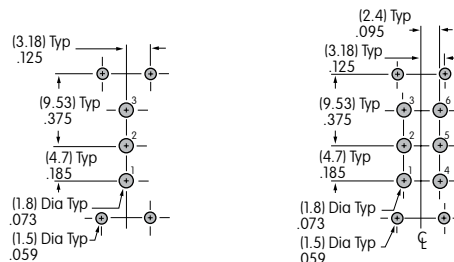 (3.18) Typ
.125
(9.53) Typ
.375
3
2
(4.7) Typ
.185
1
(1.8) Dia Typ
.073
(1.5) Dia Typ
.059
(2.4) Typ
.095
(3.18) Typ
.125
(9.53) Typ
.375
3
6
2
5
(4.7) Typ
.185
1
4
(1.8) Dia Typ
.073
(1.5) Dia Typ
.059
℄